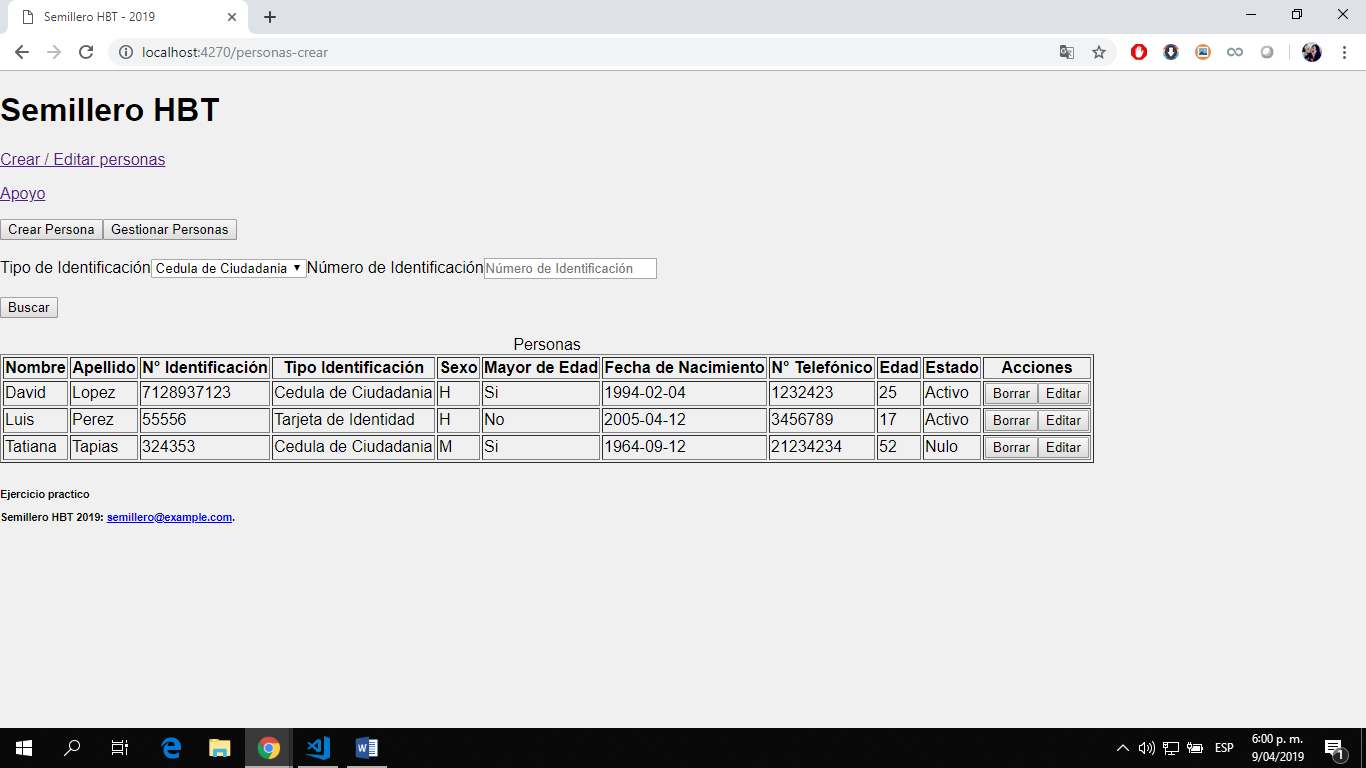 Semillero HBT - 2019
localhost:4270/personas-crear
Semillero HBT
Crear / Editar personas
Apoyo
Crear Persona Gestionar Personas
Tipo de Identificación Cedula de Ciudadania Número de Identificación Número de Identificación
Buscar
Personas
Nombre Apellido N° Identificación Tipo Identificación Sexo Mayor de Edad Fecha de Nacimiento N° Telefónico Edad Estado Acciones
David Lopez 7128937123 Cedula de Ciudadania H Si 1994-02-04 1232423 25 Activo Borrar Editar
Luis Perez 55556 Tarjeta de Identidad H No 2005-04-12 3456789 17 Activo Borrar Editar
Tatiana Tapias 324353 Cedula de Ciudadania M Si 1964-09-12 21234234 52 Nulo Borrar Editar
Ejercicio practico
Semillero HBT 2019: semillero@example.com.
ESP
6:00 p. m.
9/04/2019
1